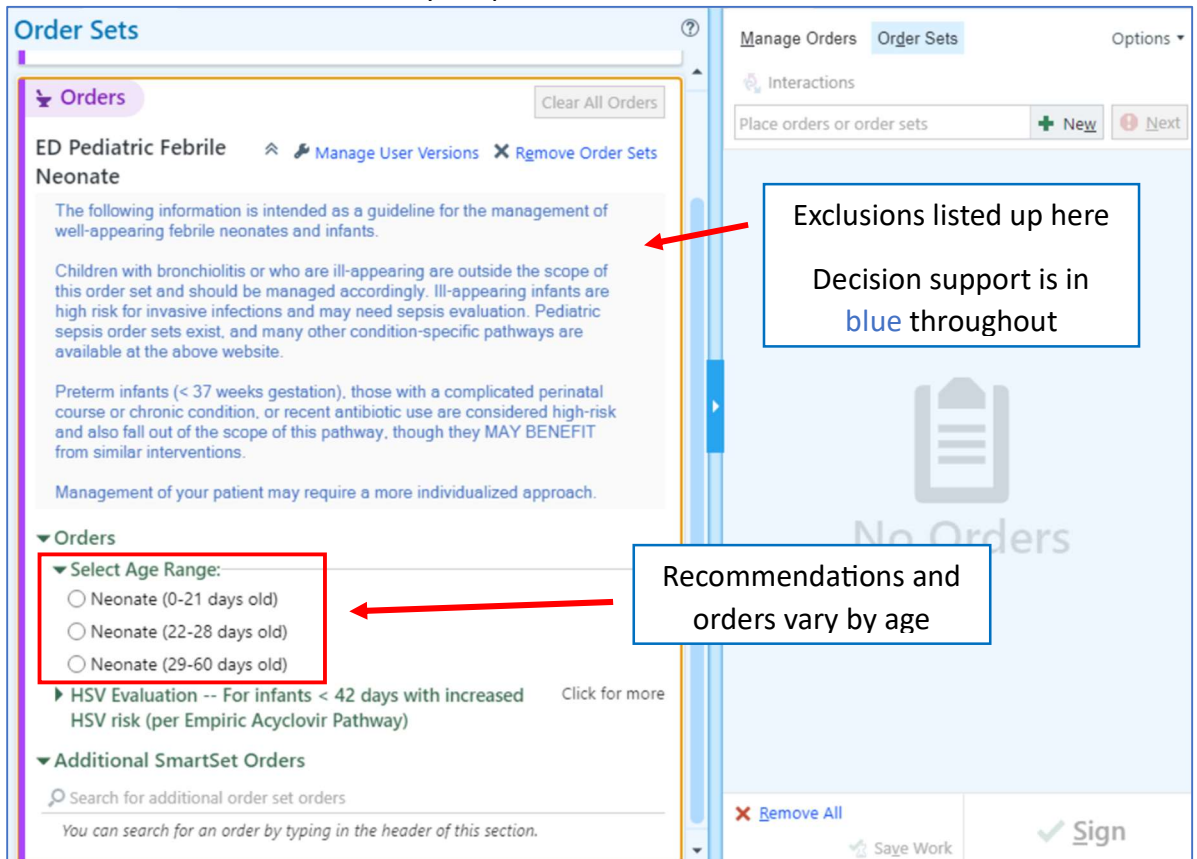 Order Sets
Orders
Clear All Orders
ED Pediatric Febrile
Neonate
Manage User Versions
Remove Order Sets
The following information is intended as a guideline for the management of
well-appearing febrile neonates and infants.
Children with bronchiolitis or who are ill-appearing are outside the scope of
this order set and should be managed accordingly. Ill-appearing infants are
high risk for invasive infections and may need sepsis evaluation. Pediatric
sepsis order sets exist, and many other condition-specific pathways are
available at the above website.
Preterm infants (< 37 weeks gestation), those with a complicated perinatal
course or chronic condition, or recent antibiotic use are considered high-risk
and also fall out of the scope of this pathway, though they MAY BENEFIT
from similar interventions.
Management of your patient may require a more individualized approach.
Orders
Select Age Range:
Neonate (0-21 days old)
Neonate (22-28 days old)
Neonate (29-60 days old)
HSV Evaluation -- For infants < 42 days with increased
HSV risk (per Empiric Acyclovir Pathway)
Click for more
Additional SmartSet Orders
Search for additional order set orders
You can search for an order by typing in the header of this section.
Manage Orders Order Sets Options
Interactions
Place orders or order sets
New
Next
Exclusions listed up here
Decision support is in
blue throughout
No Orders
Recommendations and
orders vary by age
Remove All
Save Work
Sign